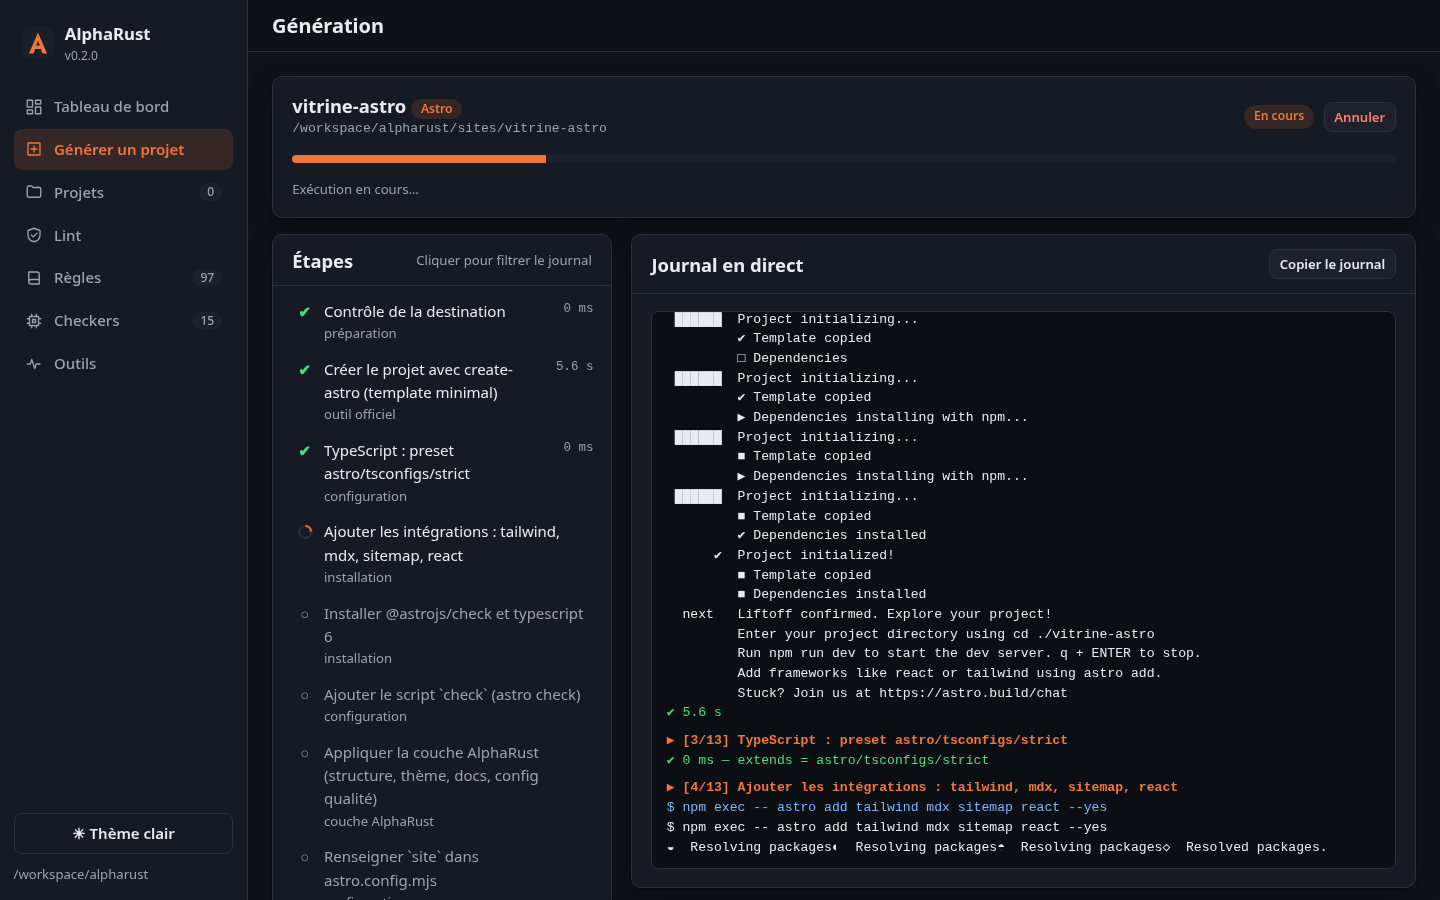 AlphaRust
v0.2.0
Tableau de bord
Générer un projet
Projets 0
Lint
Règles 97
Checkers 15
Outils
☀ Thème clair
/workspace/alpharust
Génération
vitrine-astro Astro
/workspace/alpharust/sites/vitrine-astro
En cours Annuler
Exécution en cours…
Étapes Cliquer pour filtrer le journal
✔ Contrôle de la destination 0 ms
préparation
✔ Créer le projet avec create- 5.6 s
astro (template minimal)
outil officiel
✔ TypeScript : preset 0 ms
astro/tsconfigs/strict
configuration
Ajouter les intégrations : tailwind,
mdx, sitemap, react
installation
○ Installer @astrojs/check et typescript
6
installation
○ Ajouter le script `check` (astro check)
configuration
○ Appliquer la couche AlphaRust
(structure, thème, docs, config
qualité)
couche AlphaRust
○ Renseigner `site` dans
astro.config.mjs
Journal en direct Copier le journal
██████ Project initializing...
✔ Template copied
□ Dependencies
██████ Project initializing...
✔ Template copied
▶ Dependencies installing with npm...
██████ Project initializing...
■ Template copied
▶ Dependencies installing with npm...
██████ Project initializing...
■ Template copied
✔ Dependencies installed
✔ Project initialized!
■ Template copied
■ Dependencies installed
next Liftoff confirmed. Explore your project!
Enter your project directory using cd ./vitrine-astro
Run npm run dev to start the dev server. q + ENTER to stop.
Add frameworks like react or tailwind using astro add.
Stuck? Join us at https://astro.build/chat
✔ 5.6 s
▶ [3/13] TypeScript : preset astro/tsconfigs/strict
✔ 0 ms — extends = astro/tsconfigs/strict
▶ [4/13] Ajouter les intégrations : tailwind, mdx, sitemap, react
$ npm exec -- astro add tailwind mdx sitemap react --yes
$ npm exec -- astro add tailwind mdx sitemap react --yes
◒ Resolving packages◐ Resolving packages◓ Resolving packages◇ Resolved packages.